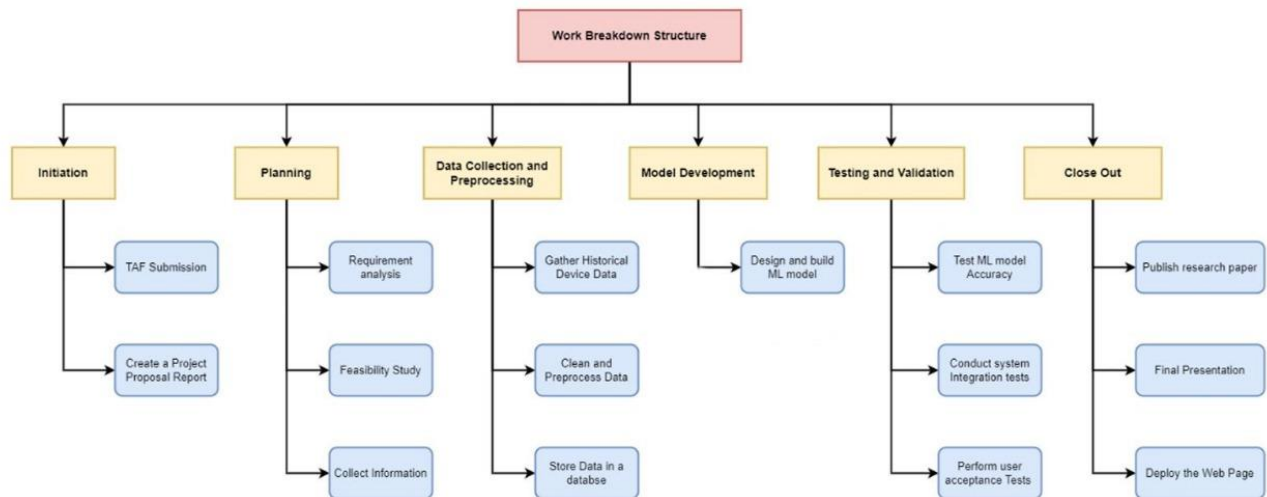 Work Breakdown Structure
Initiation
Planning
Data Collection and
Preprocessing
Model Development
Testing and Validation
Close Out
TAF Submission
Requirement
analysis
Gather Historical
Device Data
Design and build
ML model
Test ML model
Accuracy
Publish research paper
Create a Project
Proposal Report
Feasibility Study
Clean and
Preprocess Data
Conduct system
Integration tests
Final Presentation
Collect Information
Store Data in a
databse
Perform user
acceptance Tests
Deploy the Web Page